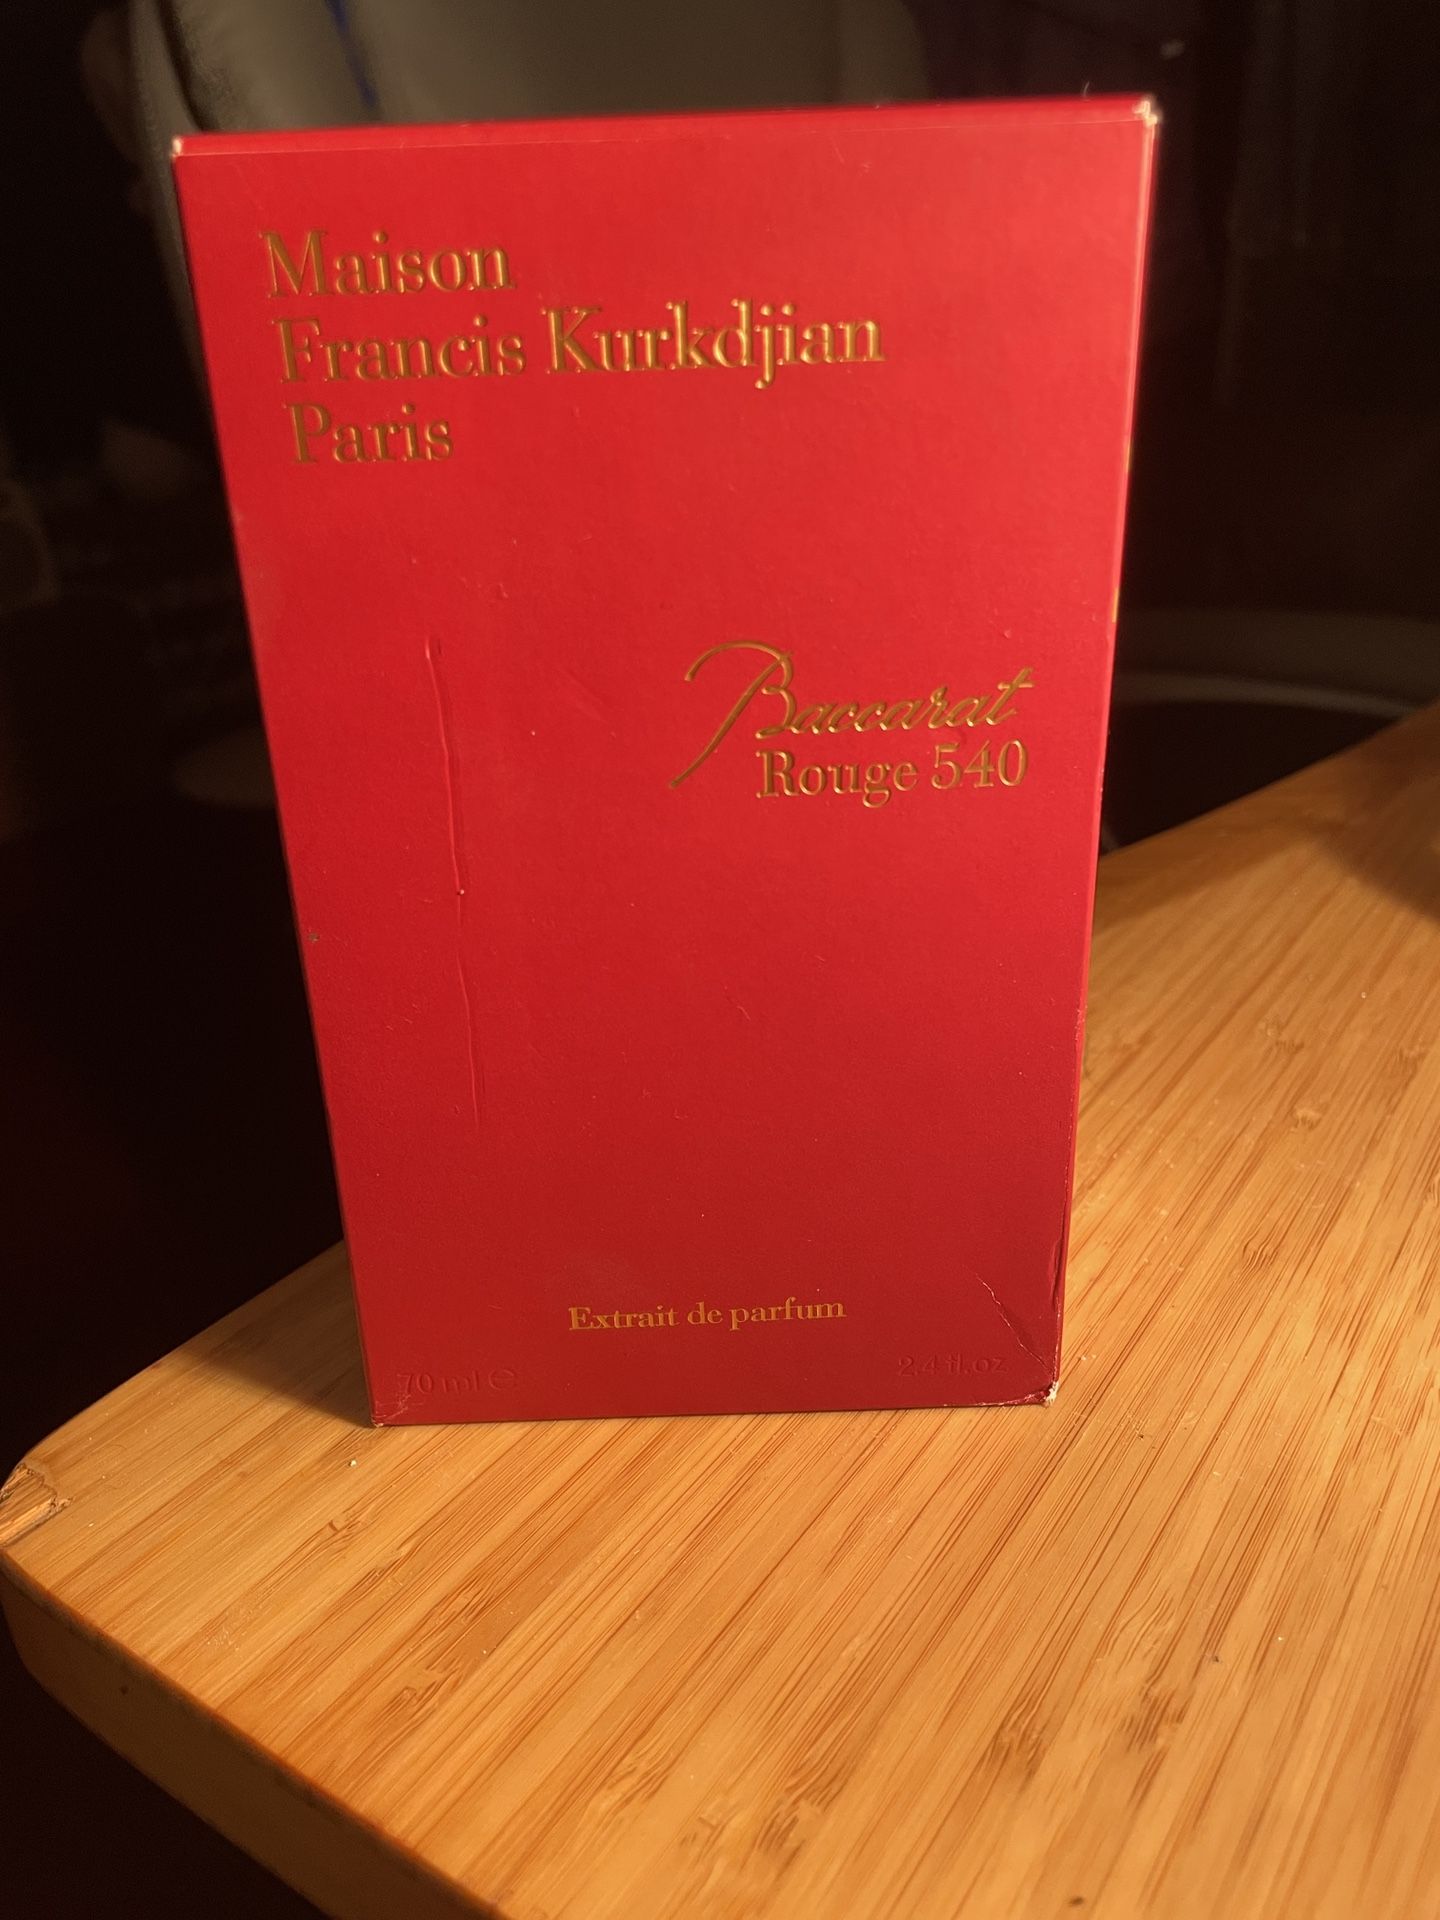 Maison
Francis Kurkdjian
Paris
Baccarat
Rouge 540
Extrait de parfum
70 ml ℮
2.4 fl.oz